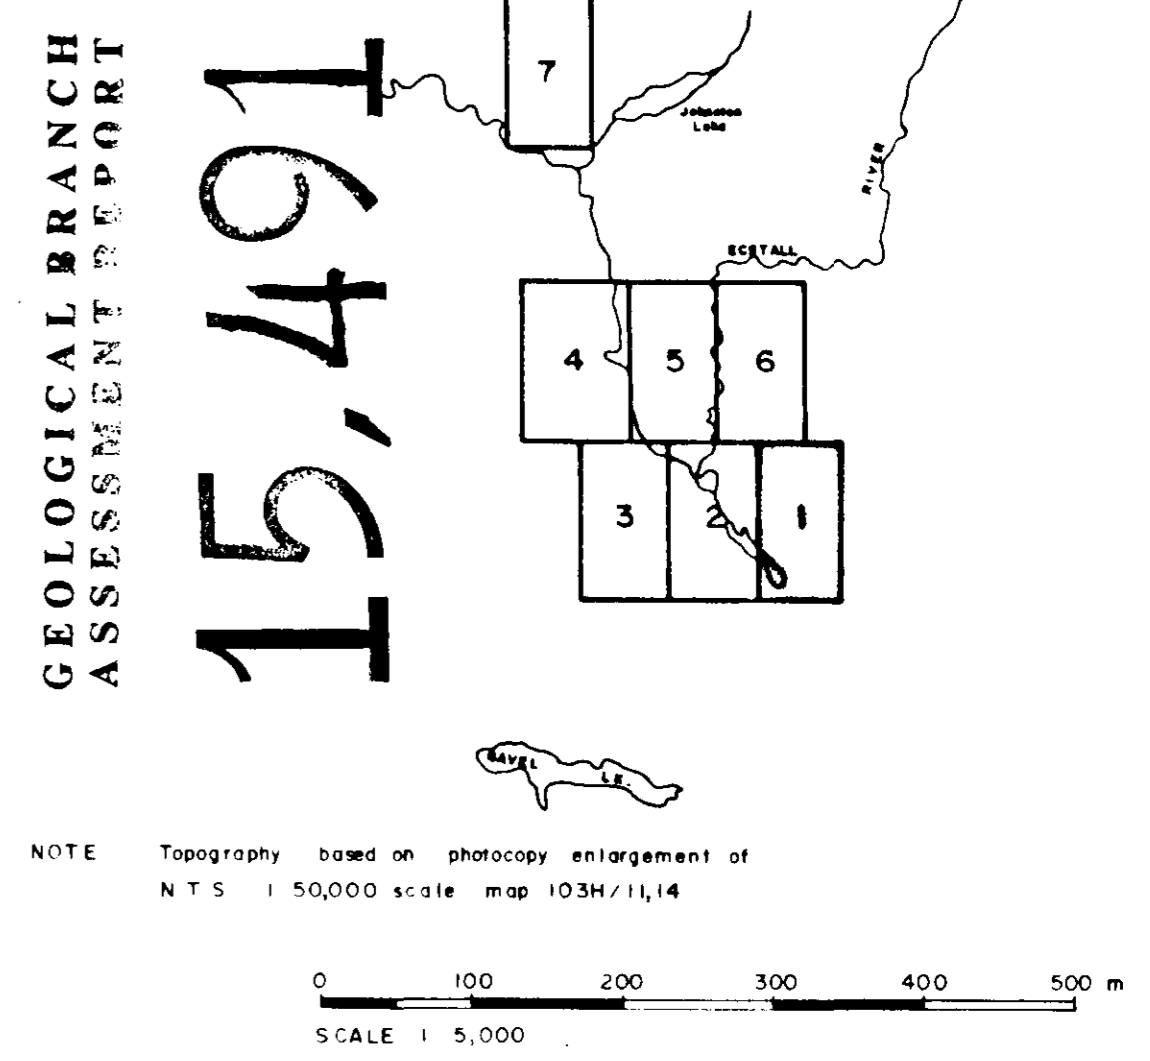 GEOLOGICAL BRANCH
ASSESSMENT REPORT
15,491
7
Johnston
Lake
RIVER
ECSTALL
4
5
6
3
2
1
LK.
NOTE Topography based on photocopy enlargement of
NTS 1 50,000 scale map 103H/11,14
0 100 200 300 400 500 m
SCALE 1 5,000